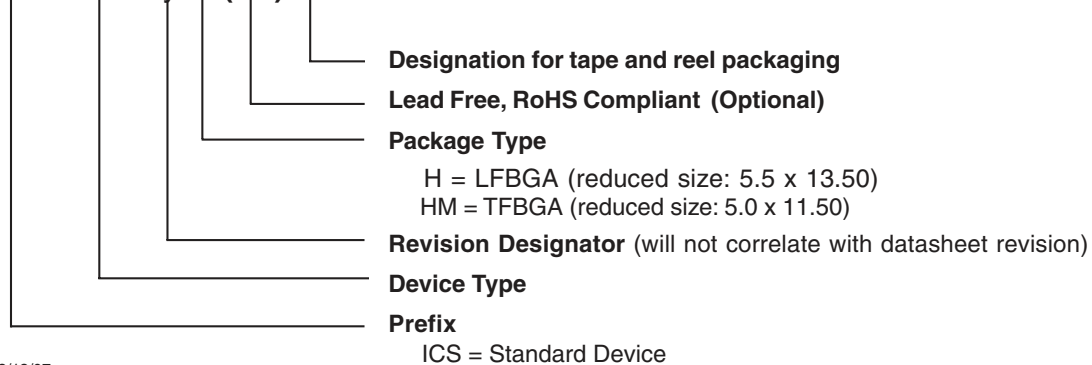 Designation for tape and reel packaging
Lead Free, RoHS Compliant (Optional)
Package Type
H = LFBGA (reduced size: 5.5 x 13.50)
HM = TFBGA (reduced size: 5.0 x 11.50)
Revision Designator (will not correlate with datasheet revision)
Device Type
Prefix
ICS = Standard Device